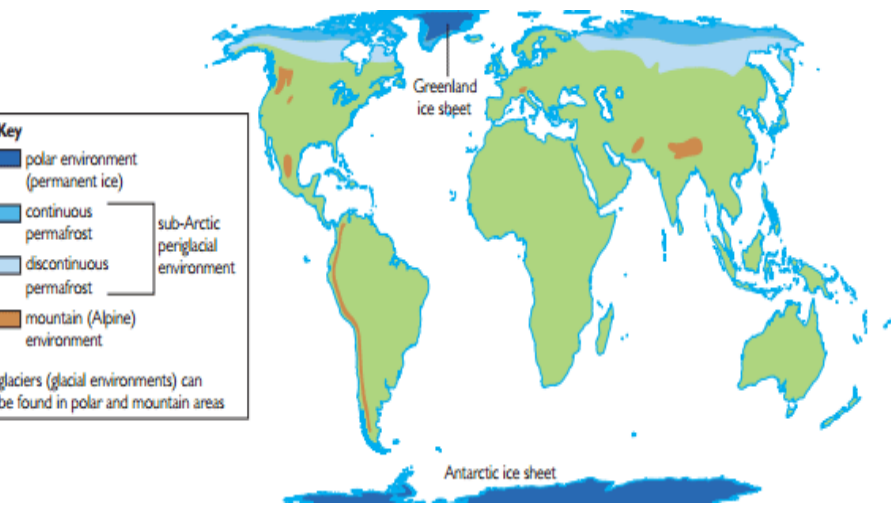 Greenland
ice sheet
Key
polar environment
(permanent ice)
continuous
permafrost
sub-Arctic
periglacial
environment
discontinuous
permafrost
mountain (Alpine)
environment
glaciers (glacial environments) can
be found in polar and mountain areas
Antarctic ice sheet